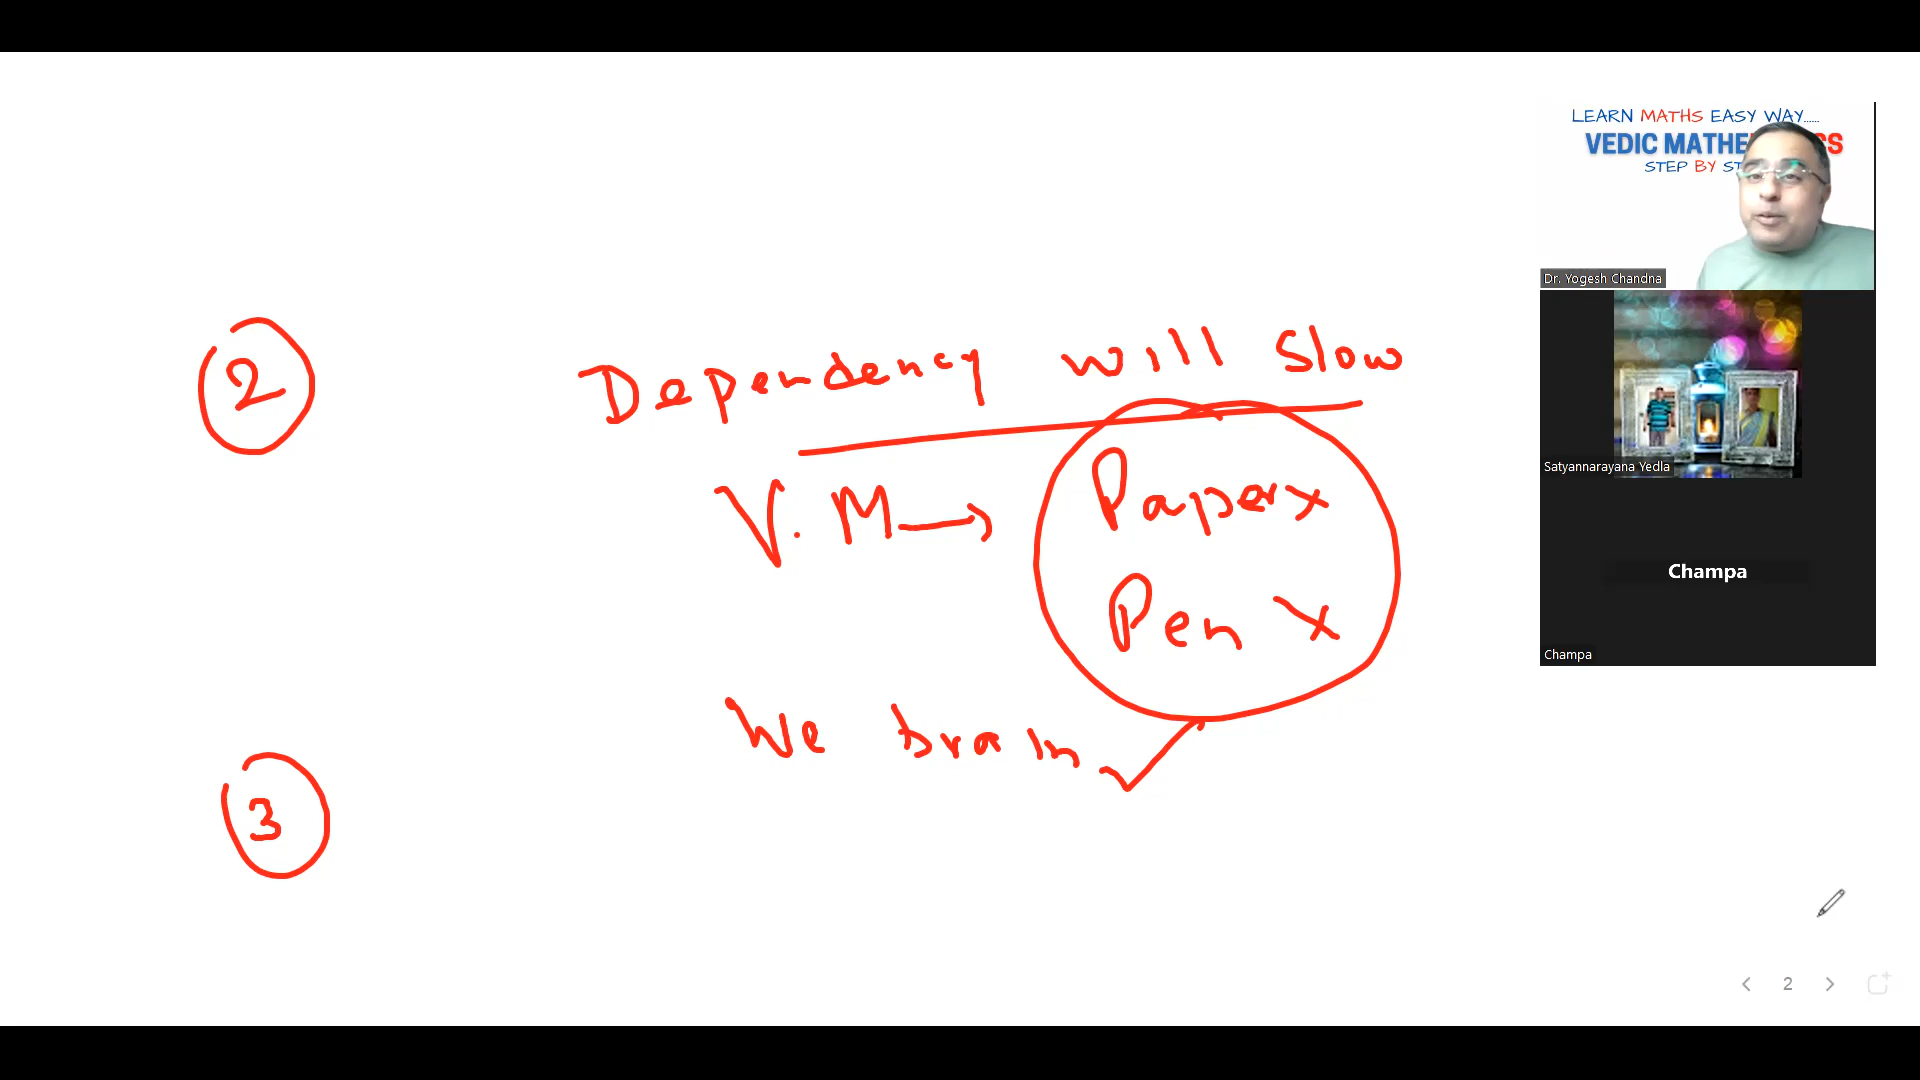 LEARN MATHS EASY WAY......
VEDIC MATHE
STEP BY ST
Dr. Yogesh Chandna
2
Dependency will slow
V.M → Paper x
Pen x
We brain ✓
3
Satyannarayana Yedla
Champa
Champa
2